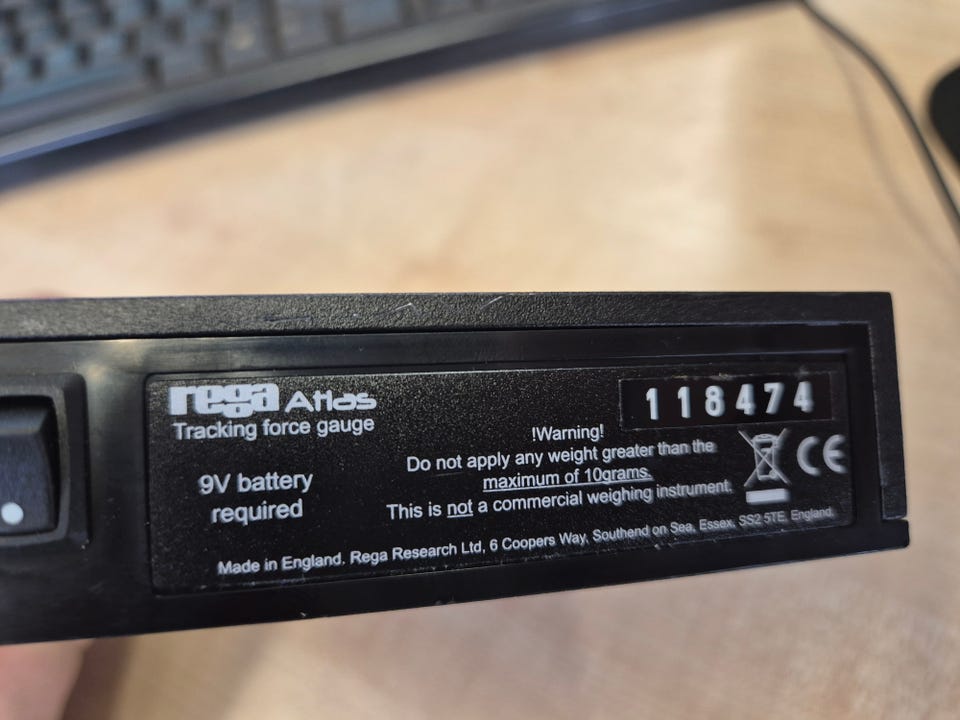 rega Atlas
Tracking force gauge
118474
9V battery
required
!Warning!
Do not apply any weight greater than the
maximum of 10grams.
This is not a commercial weighing instrument.
CE
Made in England. Rega Research Ltd, 6 Coopers Way, Southend on Sea, Essex, SS2 5TE, England.